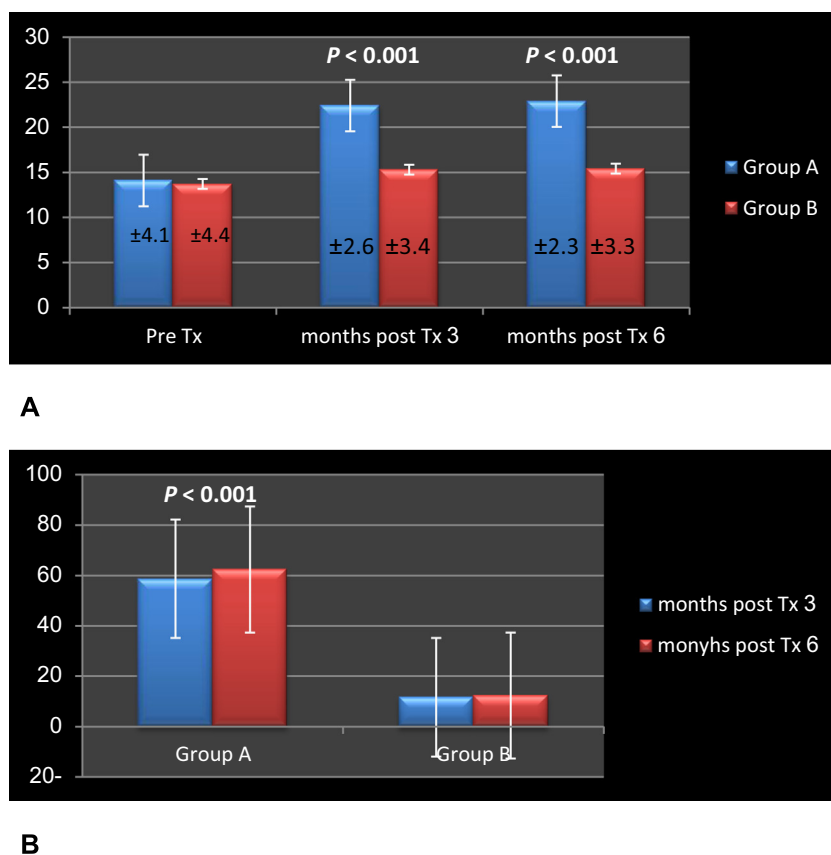 30
P < 0.001 P < 0.001
25
20
15
10
5
0
±4.1 ±4.4 ±2.6 ±3.4 ±2.3 ±3.3
Pre Tx months post Tx 3 months post Tx 6
Group A
Group B
A
100
P < 0.001
80
60
40
20
0
20-
Group A Group B
months post Tx 3
monyhs post Tx 6
B